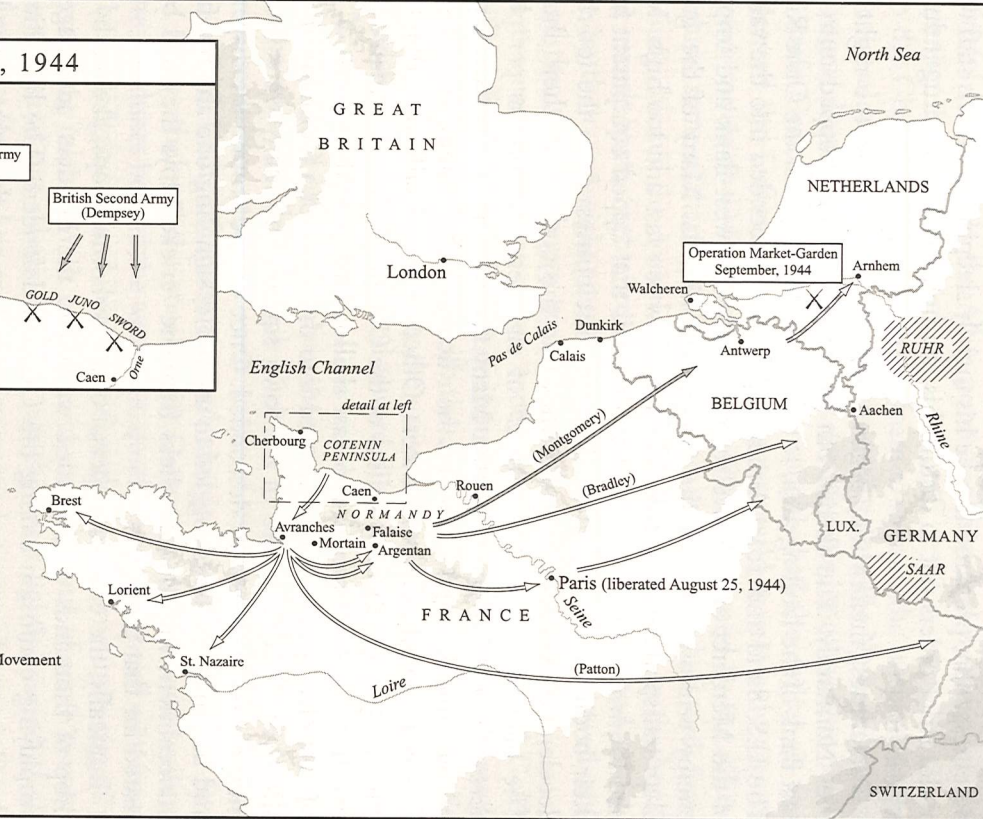 , 1944
rmy
British Second Army
(Dempsey)
GOLD
JUNO
SWORD
Caen
Orne
ovement
North Sea
GREAT
BRITAIN
London
NETHERLANDS
Operation Market-Garden
September, 1944
Arnhem
Walcheren
Pas de Calais
Dunkirk
Calais
Antwerp
RUHR
BELGIUM
Aachen
Rhine
English Channel
detail at left
Cherbourg
COTENIN
PENINSULA
Caen
NORMANDY
Rouen
(Montgomery)
(Bradley)
Brest
Avranches
Mortain
Falaise
Argentan
LUX.
GERMANY
SAAR
Lorient
Paris (liberated August 25, 1944)
Seine
FRANCE
St. Nazaire
Loire
(Patton)
SWITZERLAND